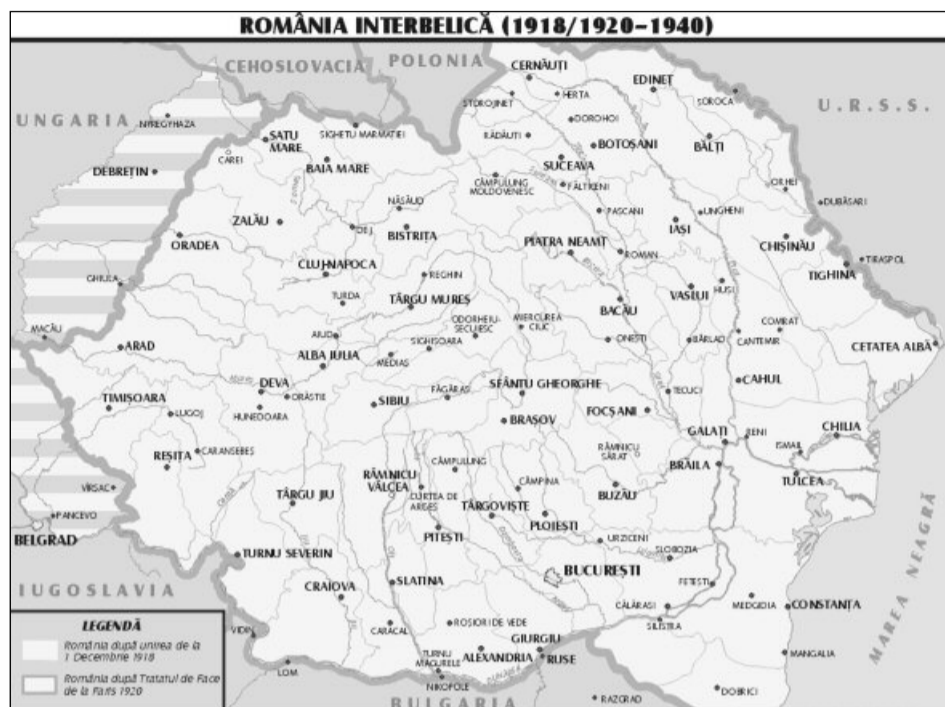 ROMÂNIA INTERBELICĂ (1918/1920–1940)
CEHOSLOVACIA
POLONIA
U.R.S.S.
UNGARIA
CERNĂUȚI
EDINEȚ
STOROJINEȚ
HERȚA
SOROCA
NYREGYHAZA
DOROHOI
SATU
MARE
SIGHETU MARMAȚIEI
RĂDĂUȚI
BOTOȘANI
BĂLȚI
CAREI
BAIA MARE
SUCEAVA
DEBREȚIN
CÂMPULUNG
MOLDOVENESC
FĂLTICENI
ORHEI
DUBĂSARI
NĂSĂUD
PAȘCANI
UNGHENI
ZALĂU
DEJ
BISTRIȚA
IAȘI
ORADEA
PIATRA NEAMȚ
ROMAN
CHIȘINĂU
TIRASPOL
TIGHINA
CLUJ-NAPOCA
REGHIN
GHIULA
VASLUI
HUȘI
TURDA
TÂRGU MUREȘ
BACĂU
ODORHEIU-
SECUIESC
MIERCUREA
CIUC
COMRAT
MACĂU
AIUD
ONEȘTI
BÂRLAD
CANTEMIR
CETATEA ALBĂ
ARAD
SIGHIȘOARA
ALBA JULIA
MEDIAȘ
DEVA
SFÂNTU GHEORGHE
CAHUL
ORĂȘTIE
FĂGĂRAȘ
TECUCI
TIMIȘOARA
LUGOJ
HUNEDOARA
SIBIU
FOCȘANI
BRAȘOV
GALAȚI
RENI
CHILIA
ISMAIL
CARANSEBEȘ
RÂMNICU
SĂRAT
REȘIȚA
CÂMPULUNG
BRĂILA
RÂMNICU
VÂLCEA
TULCEA
VÎRȘAC
TÂRGU JIU
CURTEA DE
ARGEȘ
CÂMPINA
BUZĂU
TÂRGOVIȘTE
PANCEVO
PITEȘTI
PLOIEȘTI
BELGRAD
URZICENI
TURNU SEVERIN
SLOBOZIA
BUCUREȘTI
IUGOSLAVIA
CRAIOVA
SLATINA
FETEȘTI
MEDGIDIA
CONSTANȚA
CĂLĂRAȘI
SILISTRA
MAREA NEAGRĂ
VIDIN
CARACAL
ROȘIORI DE VEDE
GIURGIU
MANGALIA
LOM
TURNU
MĂGURELE
ALEXANDRIA
RUSE
NIKOPOLE
DOBRICI
BULGARIA
RAZGRAD
LEGENDĂ
România după unirea de la
1 Decembrie 1918
România după Tratatul de Pace
de la Paris 1920